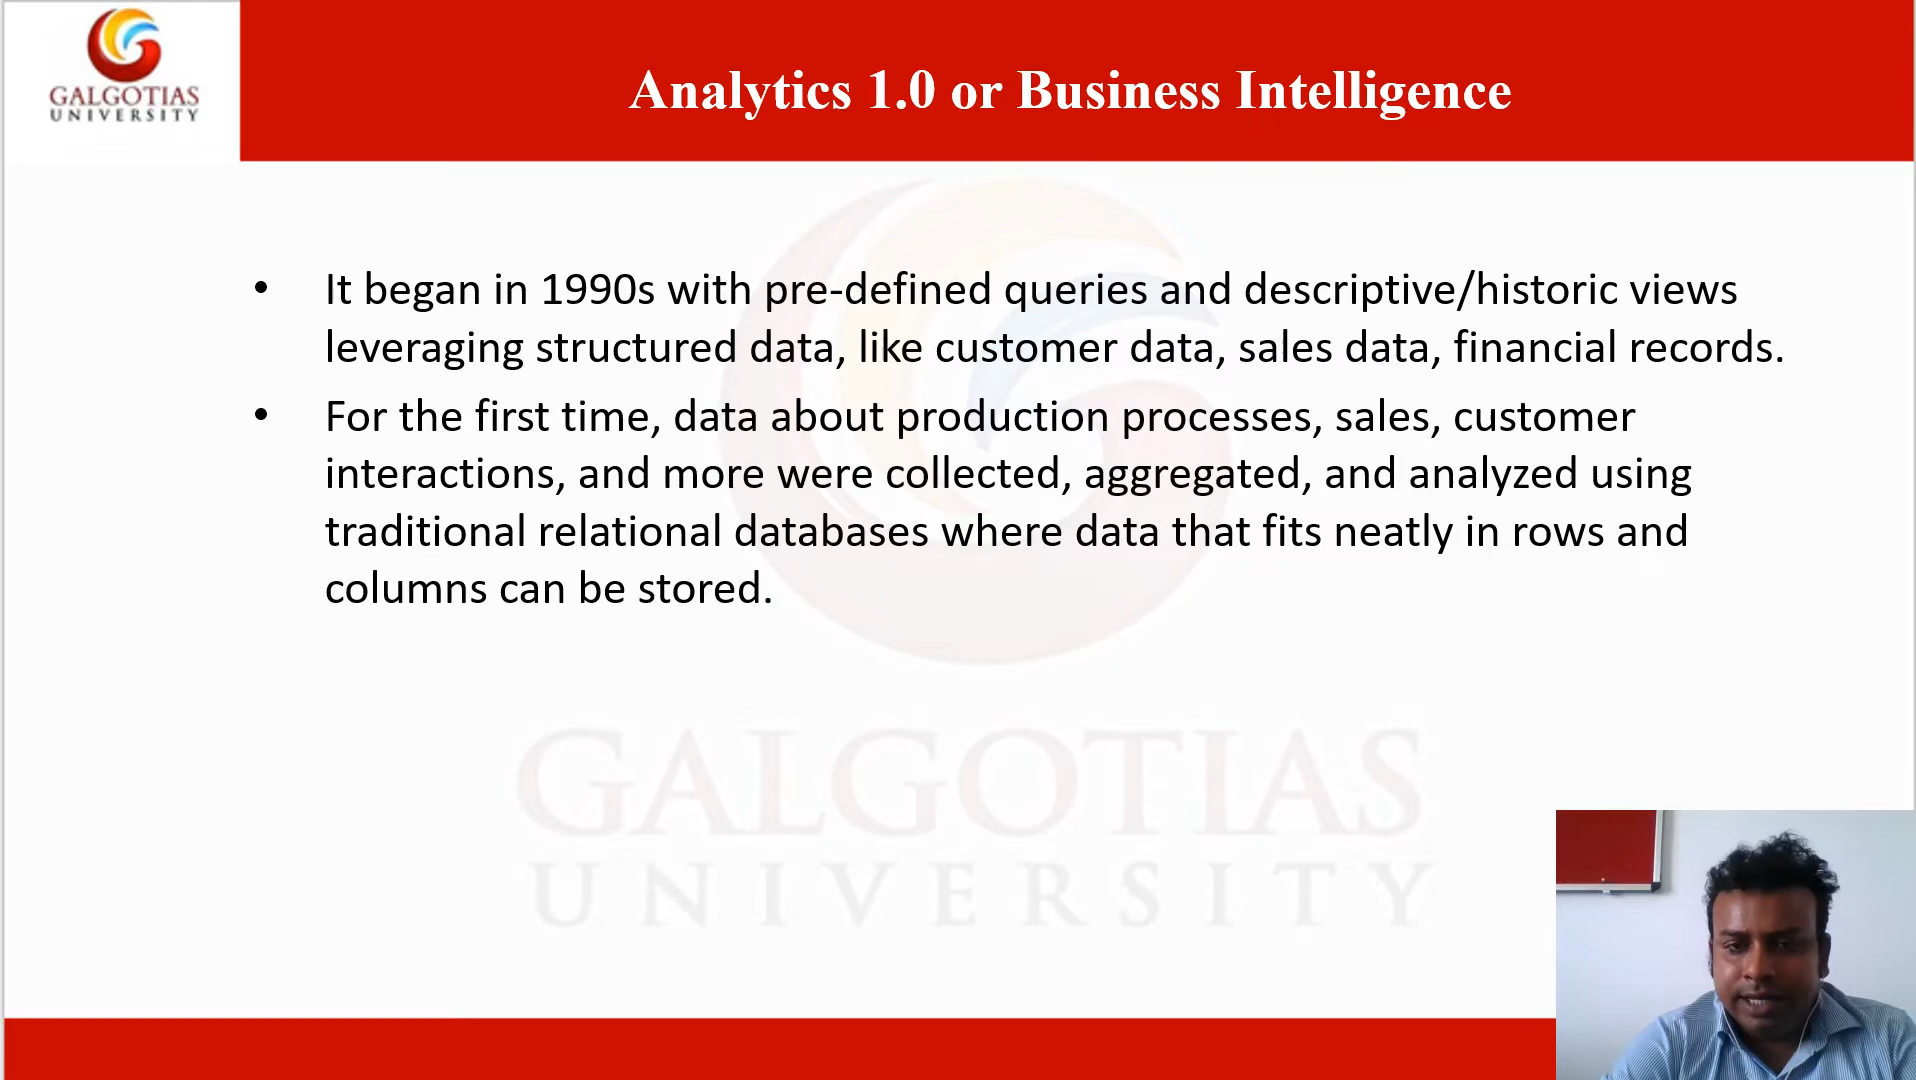 GALGOTIAS
UNIVERSITY
Analytics 1.0 or Business Intelligence
• It began in 1990s with pre-defined queries and descriptive/historic views
leveraging structured data, like customer data, sales data, financial records.
• For the first time, data about production processes, sales, customer
interactions, and more were collected, aggregated, and analyzed using
traditional relational databases where data that fits neatly in rows and
columns can be stored.
GALGOTIAS
UNIVERSITY